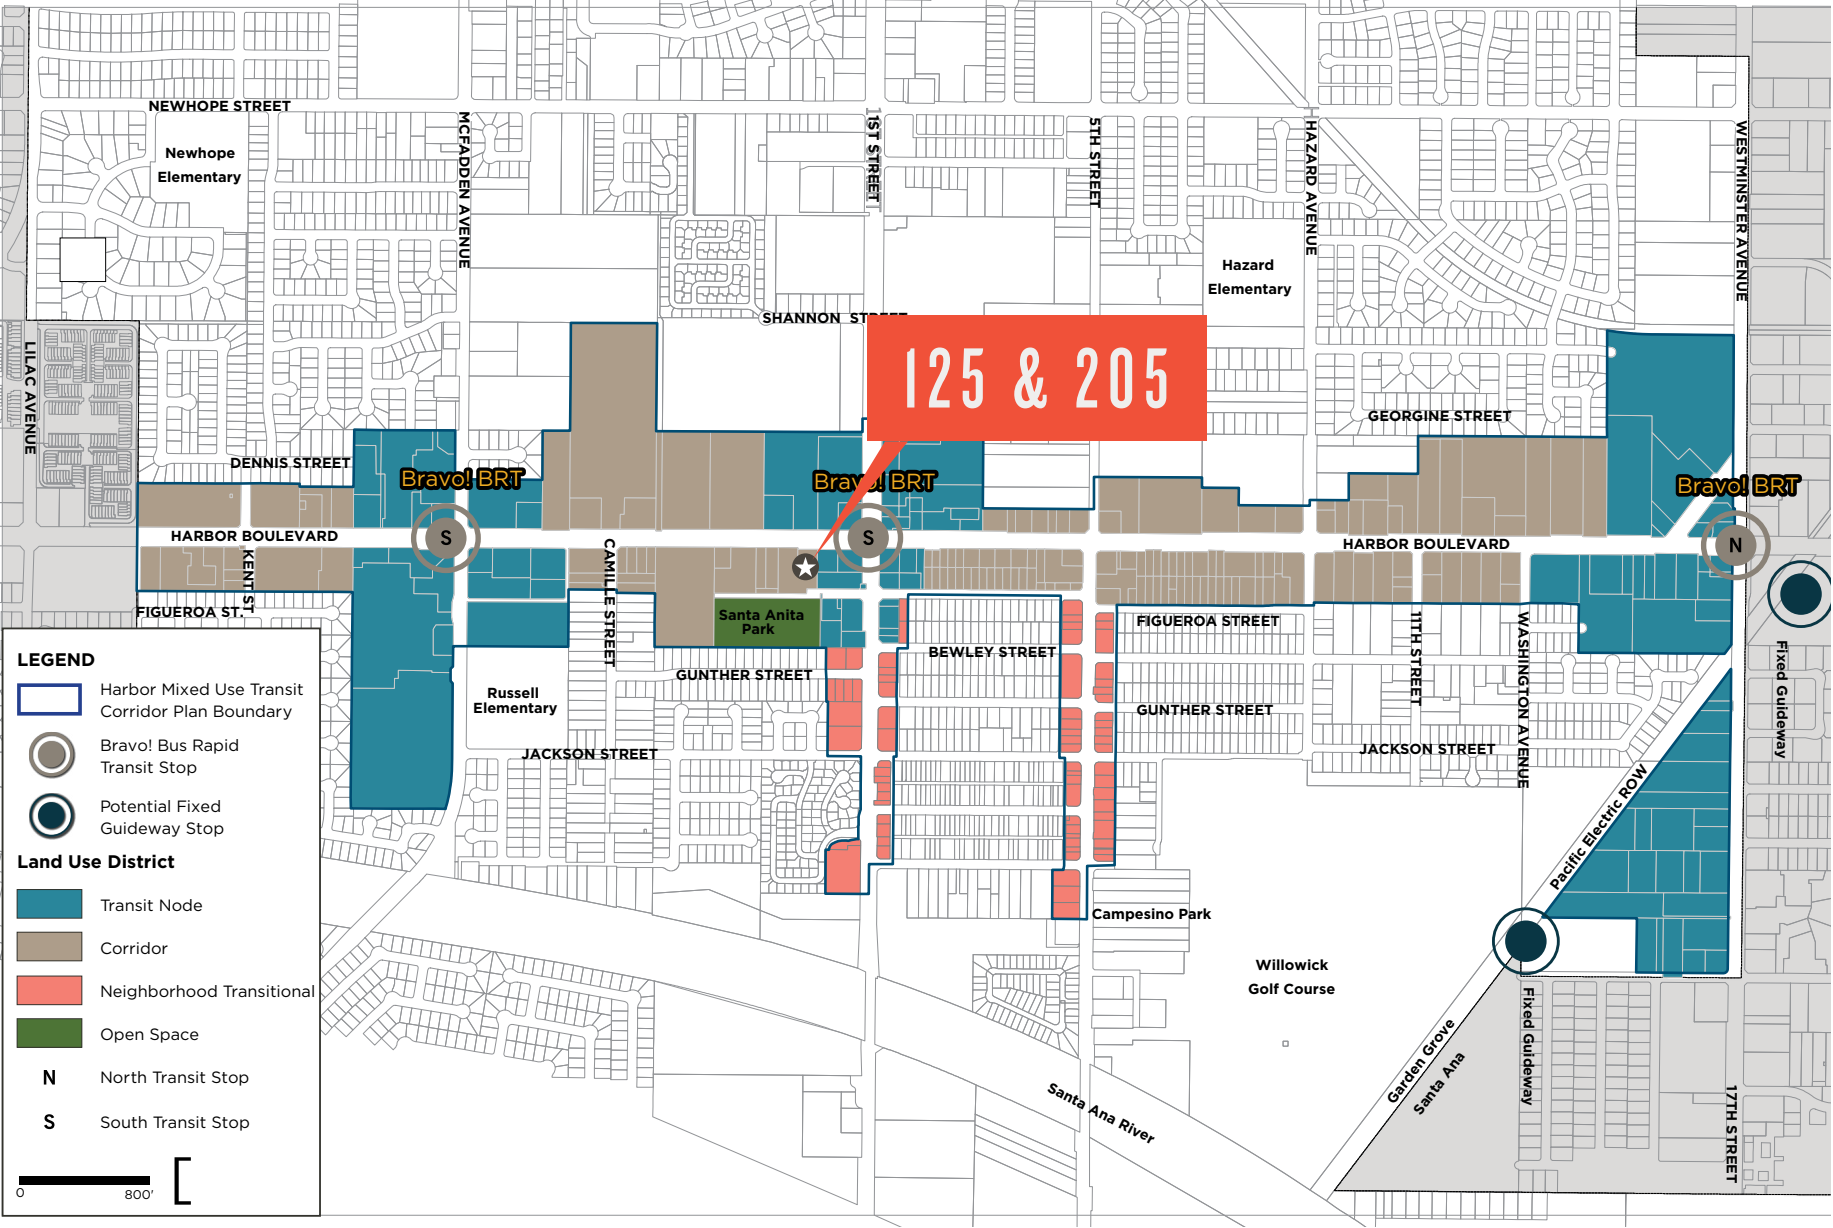 NEWHOPE STREET
Newhope
Elementary
MCFADDEN AVENUE
1ST STREET
5TH STREET
HAZARD AVENUE
WESTMINSTER AVENUE
Hazard
Elementary
SHANNON STREET
125 & 205
LILAC AVENUE
GEORGINE STREET
DENNIS STREET
Bravo! BRT
Bravo! BRT
Bravo! BRT
HARBOR BOULEVARD
S
S
HARBOR BOULEVARD
N
KENT ST.
CAMILLE STREET
FIGUEROA ST.
Santa Anita
Park
FIGUEROA STREET
BEWLEY STREET
11TH STREET
WASHINGTON AVENUE
Fixed Guideway
GUNTHER STREET
Russell
Elementary
GUNTHER STREET
JACKSON STREET
JACKSON STREET
Pacific Electric ROW
Campesino Park
Willowick
Golf Course
Fixed Guideway
Garden Grove
Santa Ana
Santa Ana River
17TH STREET
LEGEND
Harbor Mixed Use Transit
Corridor Plan Boundary
Bravo! Bus Rapid
Transit Stop
Potential Fixed
Guideway Stop
Land Use District
Transit Node
Corridor
Neighborhood Transitional
Open Space
N North Transit Stop
S South Transit Stop
0 800'